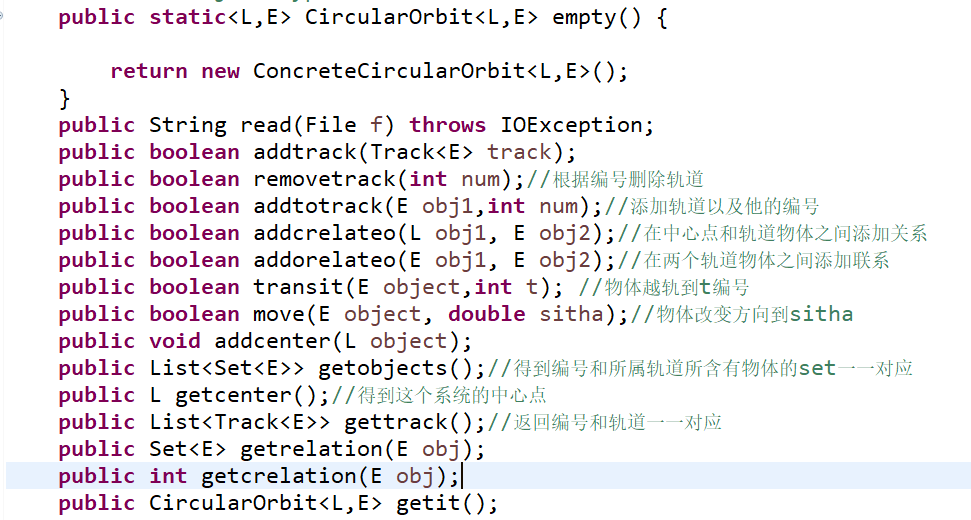 public static<L,E> CircularOrbit<L,E> empty() {
return new ConcreteCircularOrbit<L,E>();
}
public String read(File f) throws IOException;
public boolean addtrack(Track<E> track);
public boolean removetrack(int num);//根据编号删除轨道
public boolean addtotrack(E obj1,int num);//添加轨道以及他的编号
public boolean addcrelateo(L obj1, E obj2);//在中心点和轨道物体之间添加关系
public boolean addorelateo(E obj1, E obj2);//在两个轨道物体之间添加联系
public boolean transit(E object,int t); //物体越轨到t编号
public boolean move(E object, double sitha);//物体改变方向到sitha
public void addcenter(L object);
public List<Set<E>> getobjects();//得到编号和所属轨道所含有物体的set一一对应
public L getcenter();//得到这个系统的中心点
public List<Track<E>> gettrack();//返回编号和轨道一一对应
public Set<E> getrelation(E obj);
public int getcrelation(E obj);
public CircularOrbit<L,E> getit();